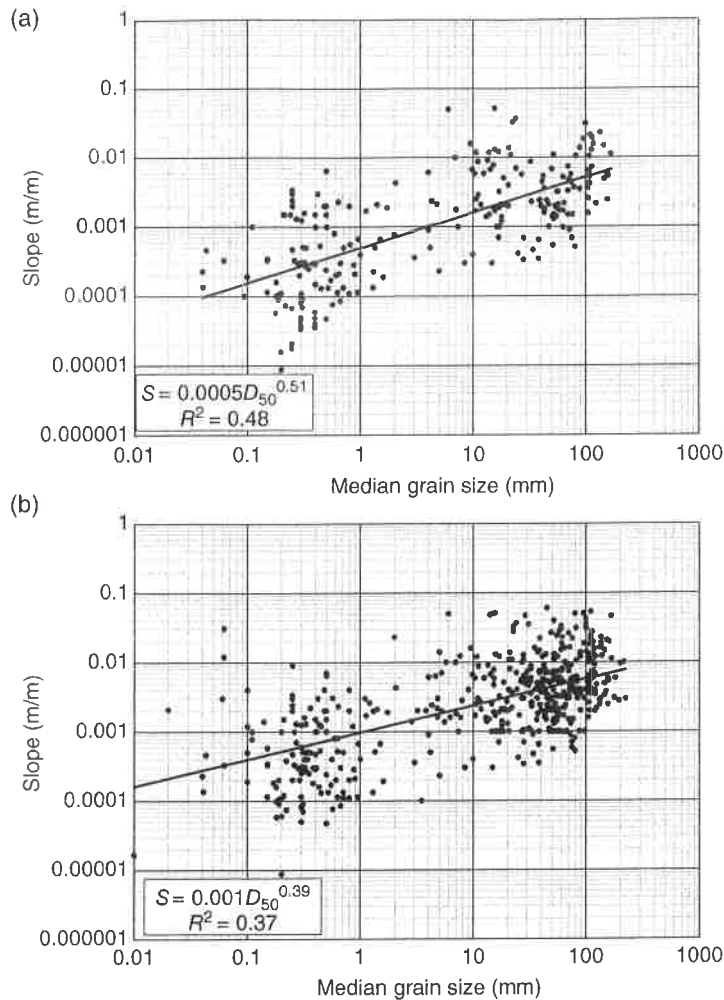 (a)
1
0.1
0.01
0.001
0.0001
0.00001
0.000001
Slope (m/m)
S = 0.0005D50^0.51
R² = 0.48
0.01 0.1 1 10 100 1000
Median grain size (mm)
(b)
1
0.1
0.01
0.001
0.0001
0.00001
0.000001
Slope (m/m)
S = 0.001D50^0.39
R² = 0.37
0.01 0.1 1 10 100 1000
Median grain size (mm)